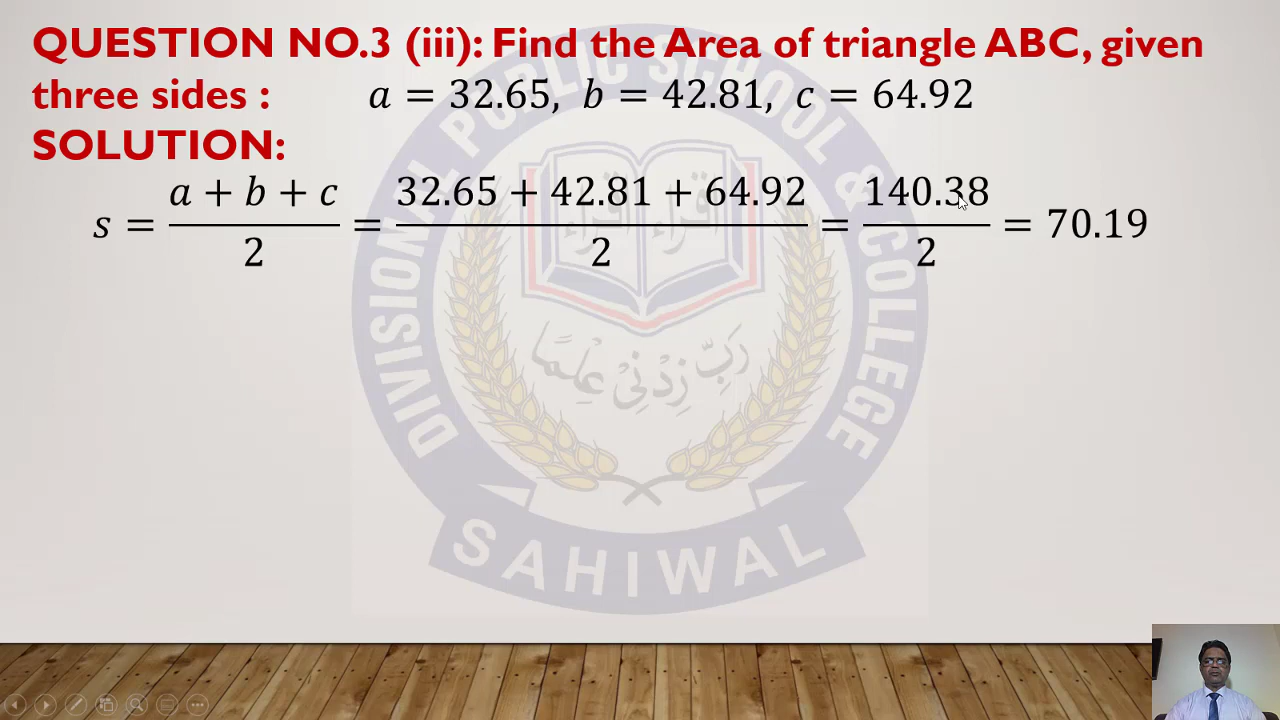 QUESTION NO.3 (iii): Find the Area of triangle ABC, given
three sides : a = 32.65, b = 42.81, c = 64.92
SOLUTION:
s = (a + b + c)/2 = (32.65 + 42.81 + 64.92)/2 = 140.38/2 = 70.19
DIVISIONAL PUBLIC SCHOOL & COLLEGE
اقراء اقراء
رَبِّ زِدْنِىْ عِلْمًا
SAHIWAL